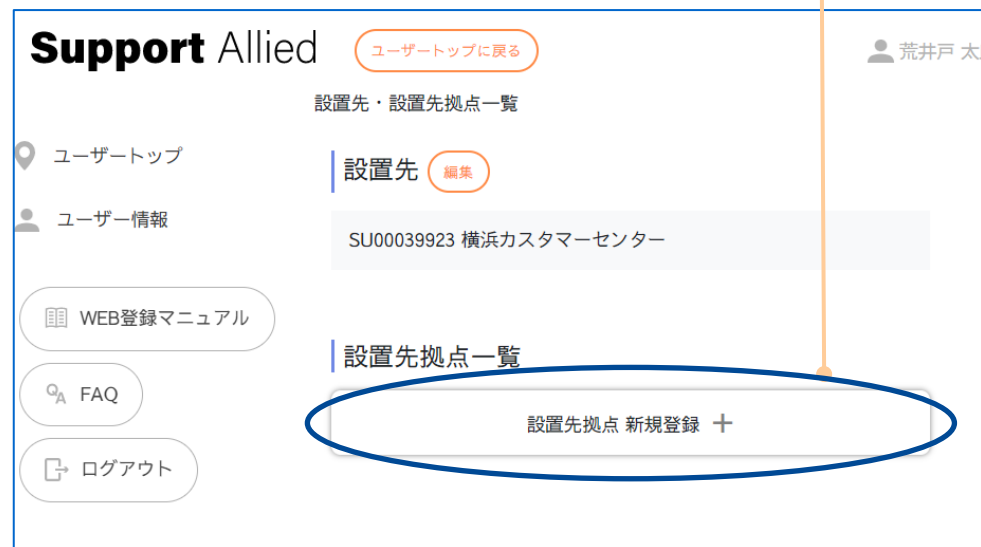 Support Allied
ユーザートップに戻る
荒井戸 太
設置先・設置先拠点一覧
ユーザートップ
設置先
編集
ユーザー情報
SU00039923 横浜カスタマーセンター
WEB登録マニュアル
設置先拠点一覧
FAQ
設置先拠点 新規登録 +
ログアウト